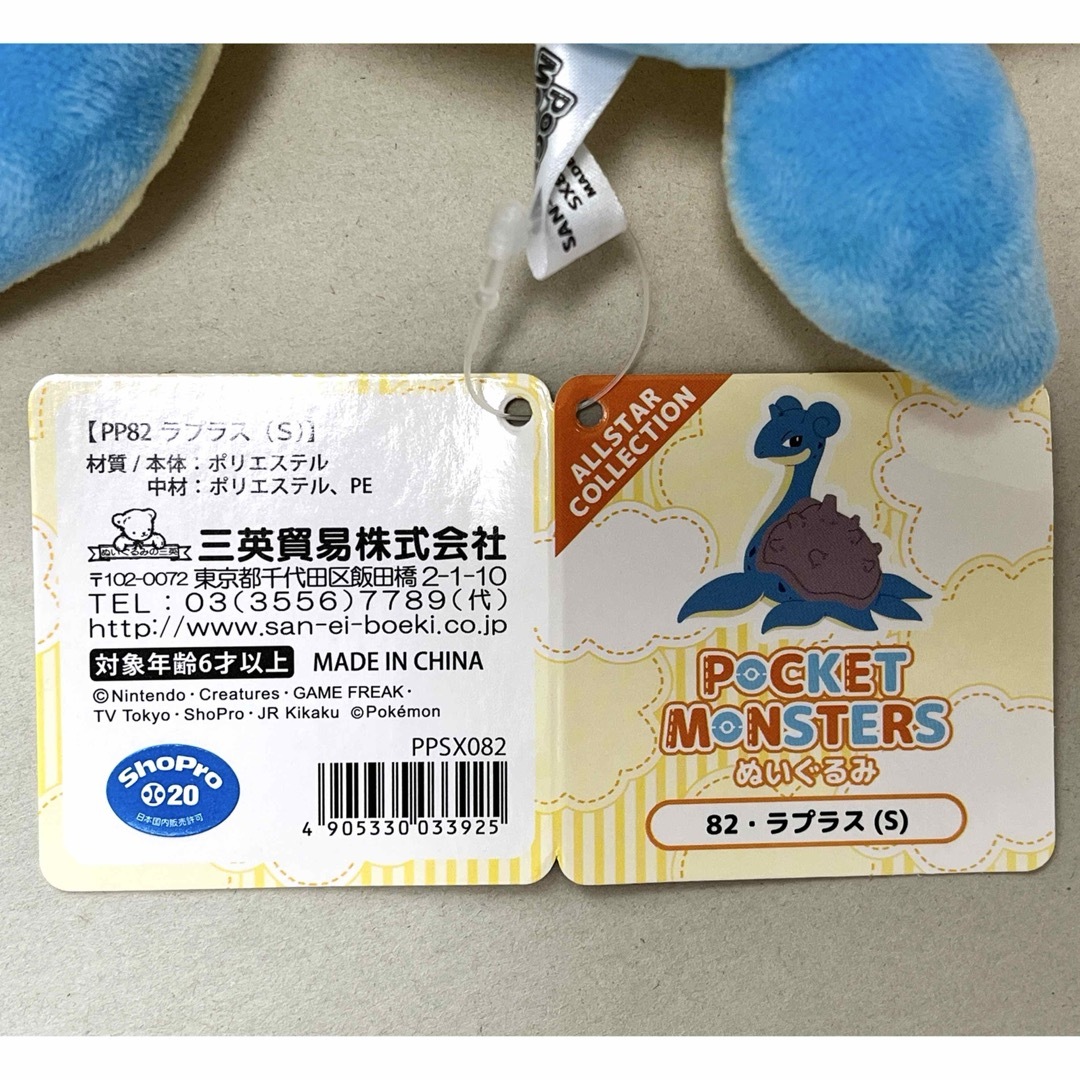 SX8
MADE
【PP82 ラプラス（S）】
材質/本体：ポリエステル
中材：ポリエステル、PE
ぬいぐるみの三英
三英貿易株式会社
〒102-0072 東京都千代田区飯田橋2-1-10
TEL：03(3556)7789(代)
http://www.san-ei-boeki.co.jp
対象年齢6才以上 MADE IN CHINA
©Nintendo・Creatures・GAME FREAK・
TV Tokyo・ShoPro・JR Kikaku ©Pokémon
ShoPro
20
日本国内販売許可
PPSX082
4 905330 033925
ALLSTAR
COLLECTION
POCKET
MONSTERS
ぬいぐるみ
82・ラプラス(S)